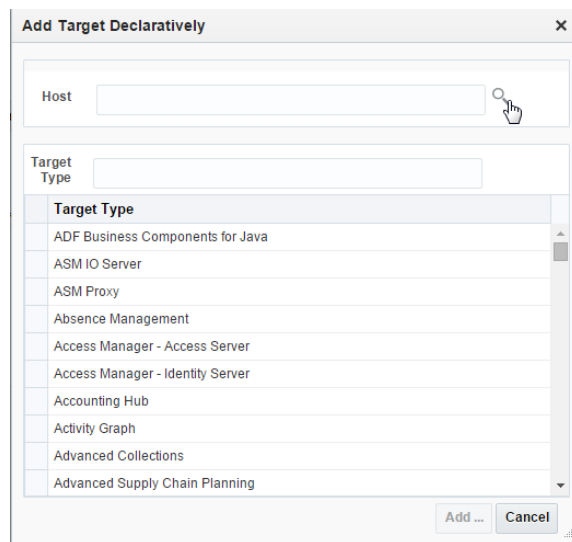 Add Target Declaratively
Host
Target
Type
Target Type
ADF Business Components for Java
ASM IO Server
ASM Proxy
Absence Management
Access Manager - Access Server
Access Manager - Identity Server
Accounting Hub
Activity Graph
Advanced Collections
Advanced Supply Chain Planning
Add ... Cancel